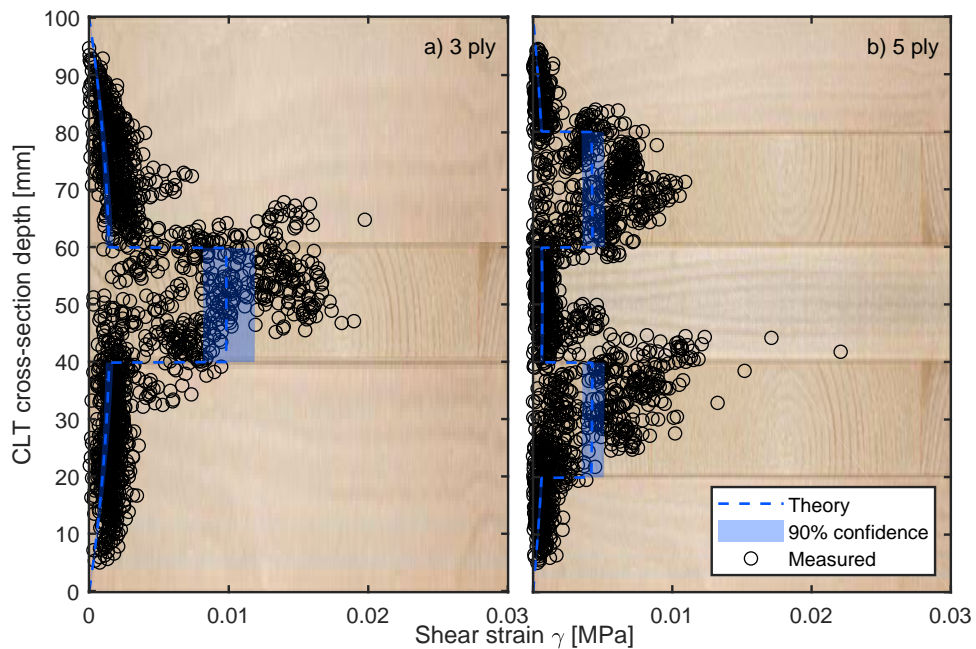 a) 3 ply
b) 5 ply
100
90
80
70
60
50
40
30
20
10
0
CLT cross-section depth [mm]
0
0.01
0.02
0.03
0.01
0.02
0.03
Shear strain γ [MPa]
Theory
90% confidence
Measured